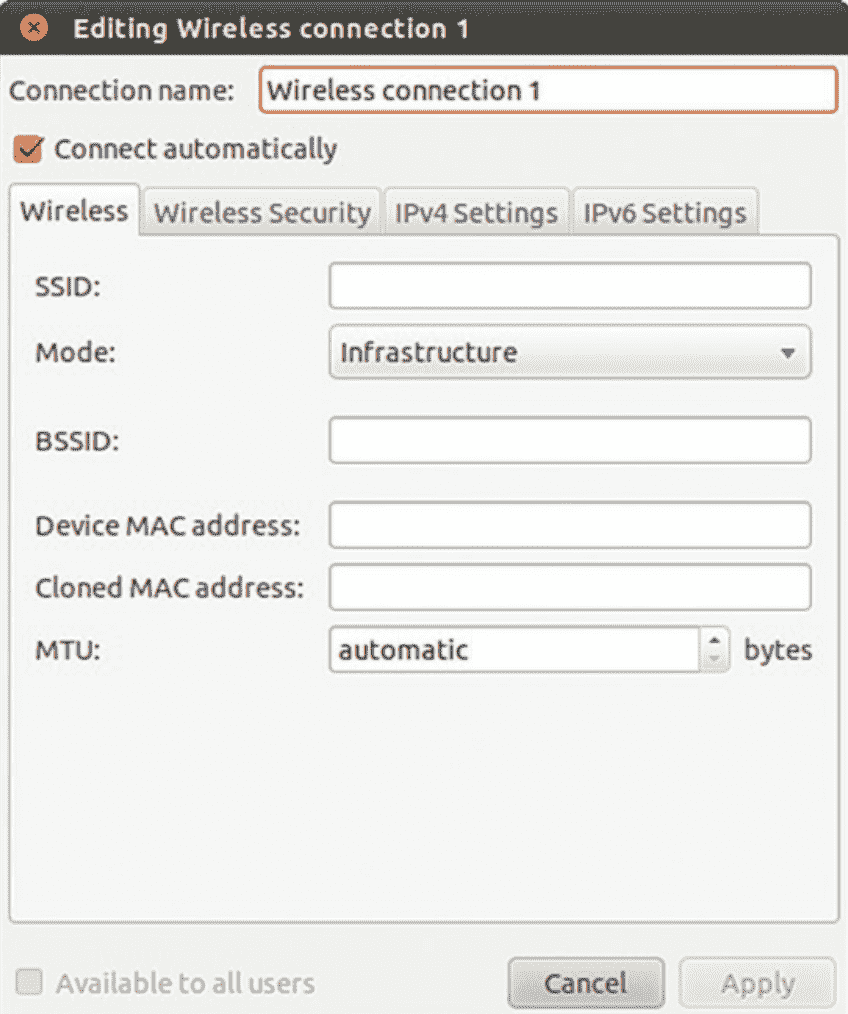 Editing Wireless connection 1
Connection name: Wireless connection 1
Connect automatically
Wireless Wireless Security IPv4 Settings IPv6 Settings
SSID:
Mode: Infrastructure
BSSID:
Device MAC address:
Cloned MAC address:
MTU: automatic bytes
Available to all users Cancel Apply